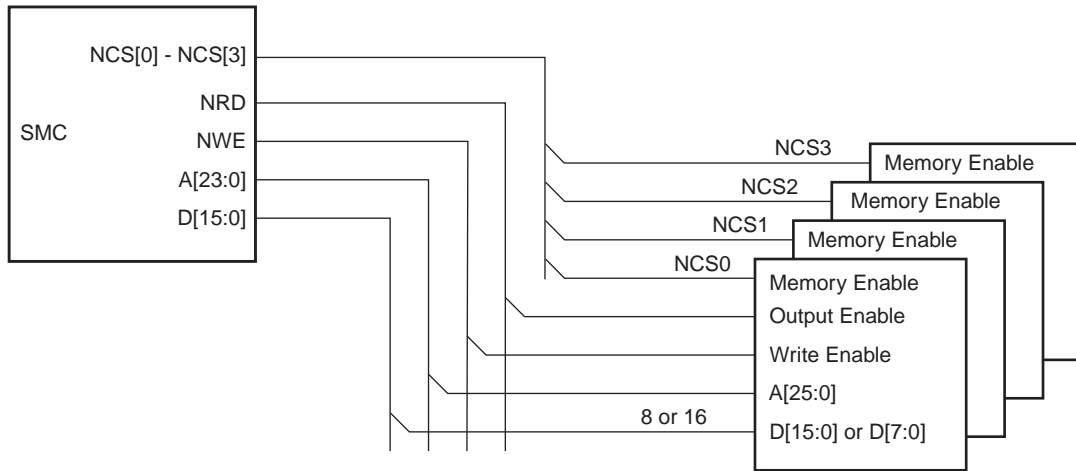 NCS[0] - NCS[3]
NRD
SMC
NWE
A[23:0]
D[15:0]
NCS3
Memory Enable
NCS2
Memory Enable
NCS1
Memory Enable
NCS0
Memory Enable
Output Enable
Write Enable
A[25:0]
8 or 16
D[15:0] or D[7:0]